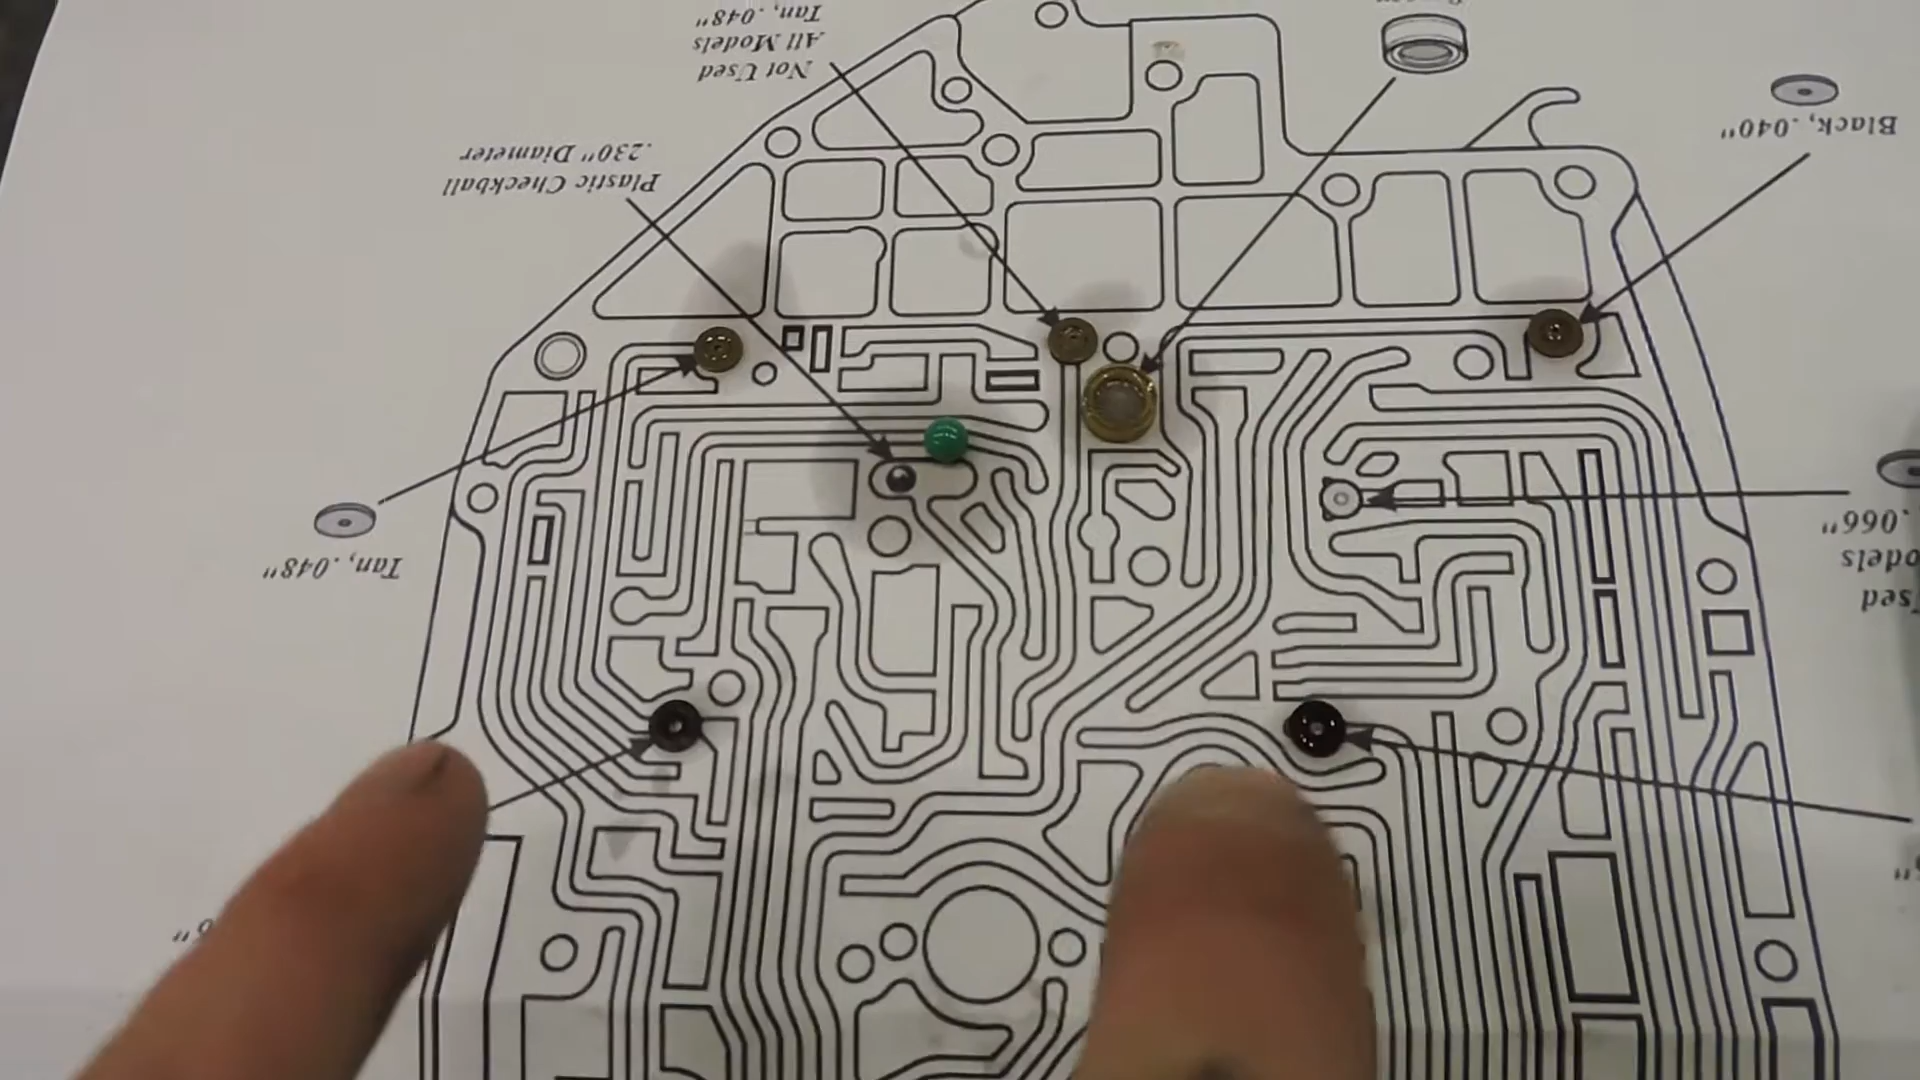 Not Used
All Models
Tan, .048"
Plastic Checkball
.230" Diameter
Black, .040"
Tan, .048"
sed
odels
.066"